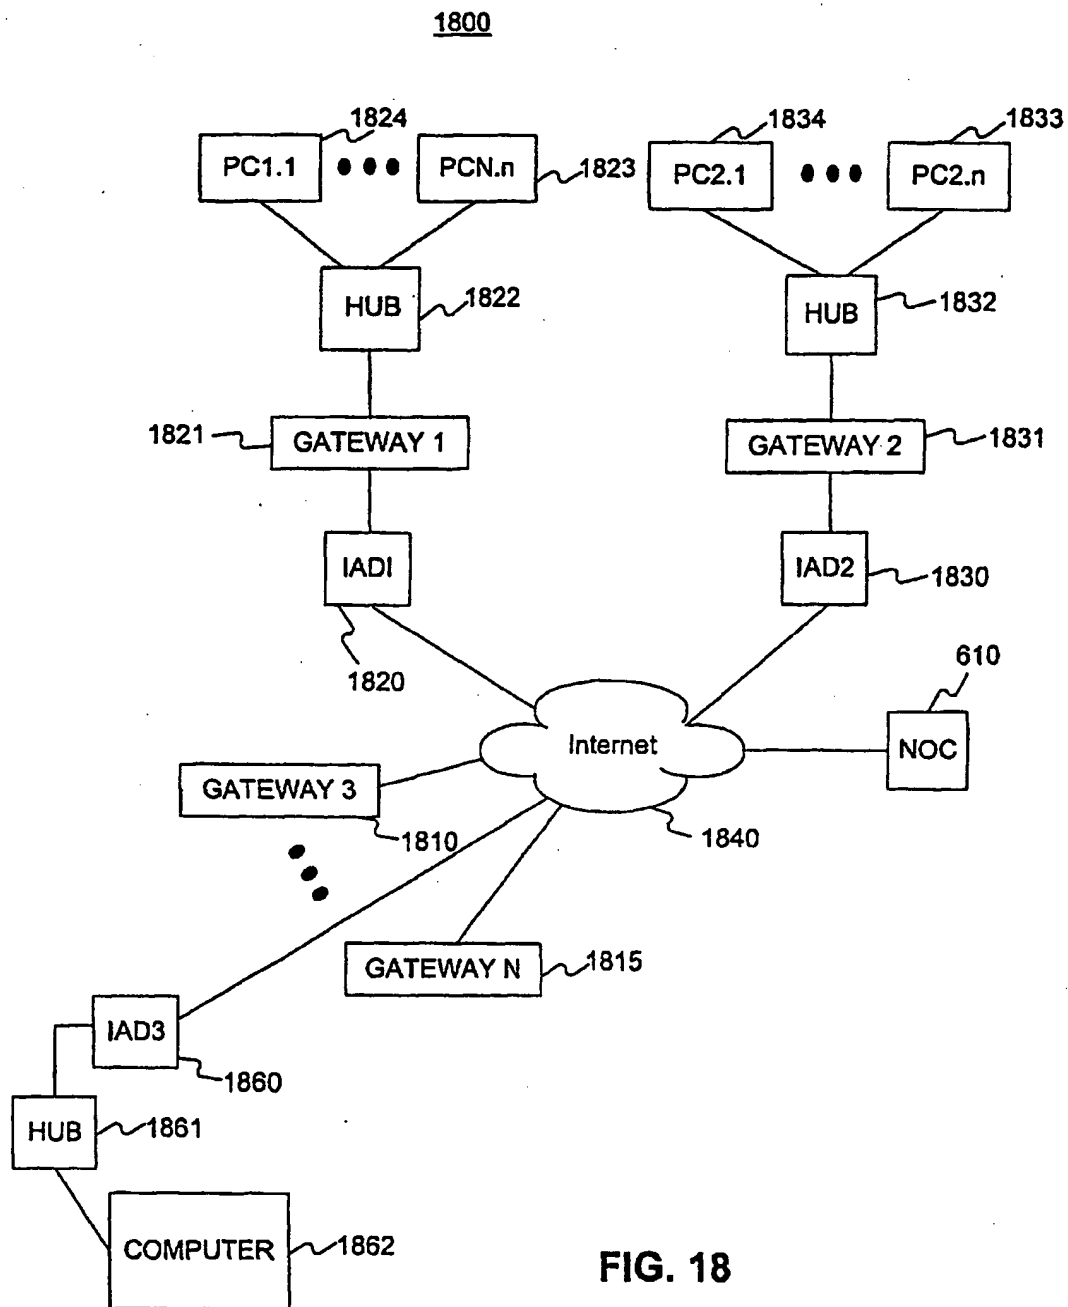 1800
1824
1834
1833
PC1.1
PCN.n
1823
PC2.1
PC2.n
HUB
1822
HUB
1832
1821
GATEWAY 1
GATEWAY 2
1831
IADI
IAD2
1830
1820
610
Internet
NOC
GATEWAY 3
1810
1840
GATEWAY N
1815
IAD3
1860
HUB
1861
COMPUTER
1862
FIG. 18